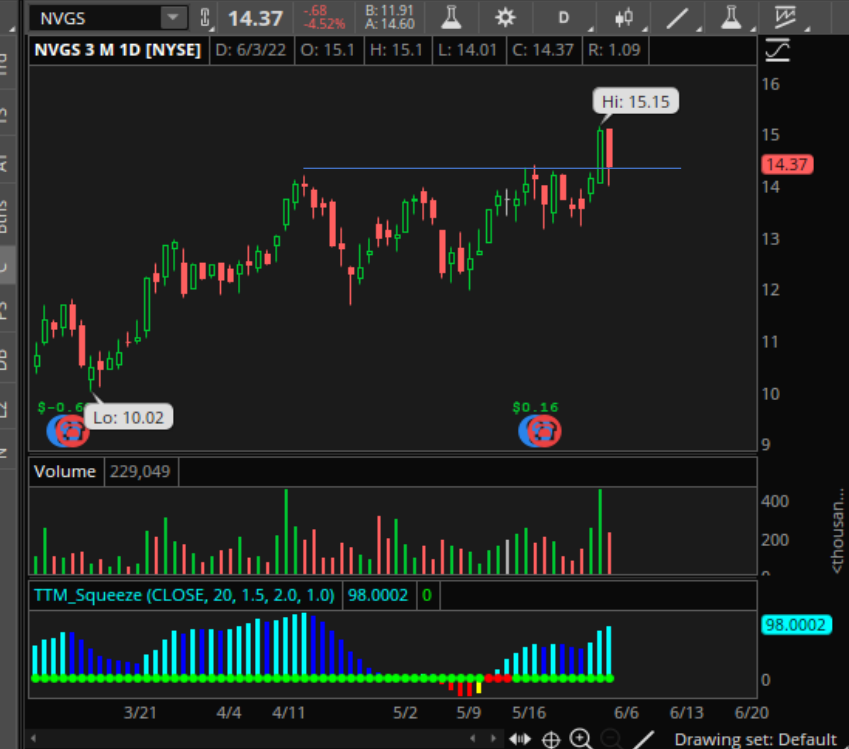 NVGS
14.37
-.68
-4.52%
B: 11.91
A: 14.60
D
NVGS 3 M 1D [NYSE]
D: 6/3/22
O: 15.1
H: 15.1
L: 14.01
C: 14.37
R: 1.09
16
Hi: 15.15
15
14.37
14
13
12
11
10
$-0.6
$0.16
Lo: 10.02
9
Volume
229,049
400
200
<thousan...
TTM_Squeeze (CLOSE, 20, 1.5, 2.0, 1.0)
98.0002
0
98.0002
0
3/21
4/4
4/11
5/2
5/9
5/16
6/6
6/13
6/20
Drawing set: Default